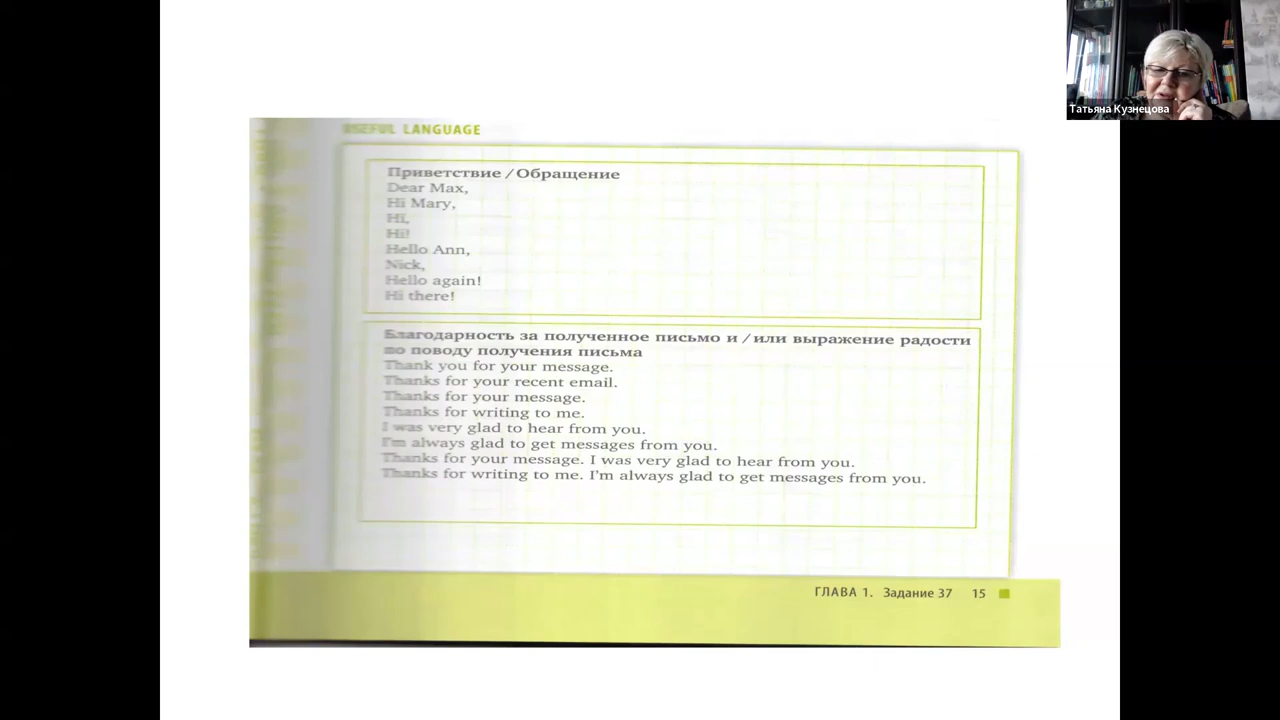 Татьяна Кузнецова
USEFUL LANGUAGE
Приветствие / Обращение
Dear Max,
Hi Mary,
Hi,
Hi!
Hello Ann,
Nick,
Hello again!
Hi there!
Благодарность за полученное письмо и / или выражение радости
по поводу получения письма
Thank you for your message.
Thanks for your recent email.
Thanks for your message.
Thanks for writing to me.
I was very glad to hear from you.
I'm always glad to get messages from you.
Thanks for your message. I was very glad to hear from you.
Thanks for writing to me. I'm always glad to get messages from you.
ГЛАВА 1. Задание 37 15